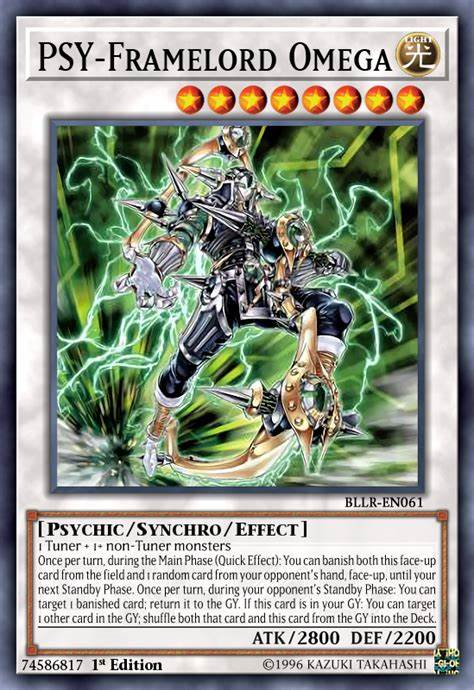 PSY-FRAMELORD OMEGA
LIGHT
光
BLLR-EN061
[PSYCHIC/SYNCHRO/EFFECT]
1 Tuner + 1+ non-Tuner monsters
Once per turn, during the Main Phase (Quick Effect): You can banish both this face-up
card from the field and 1 random card from your opponent's hand, face-up, until your
next Standby Phase. Once per turn, during your opponent's Standby Phase: You can
target 1 banished card; return it to the GY. If this card is in your GY: You can target
1 other card in the GY; shuffle both that card and this card from the GY into the Deck.
ATK/2800 DEF/2200
74586817 1st Edition ©1996 KAZUKI TAKAHASHI